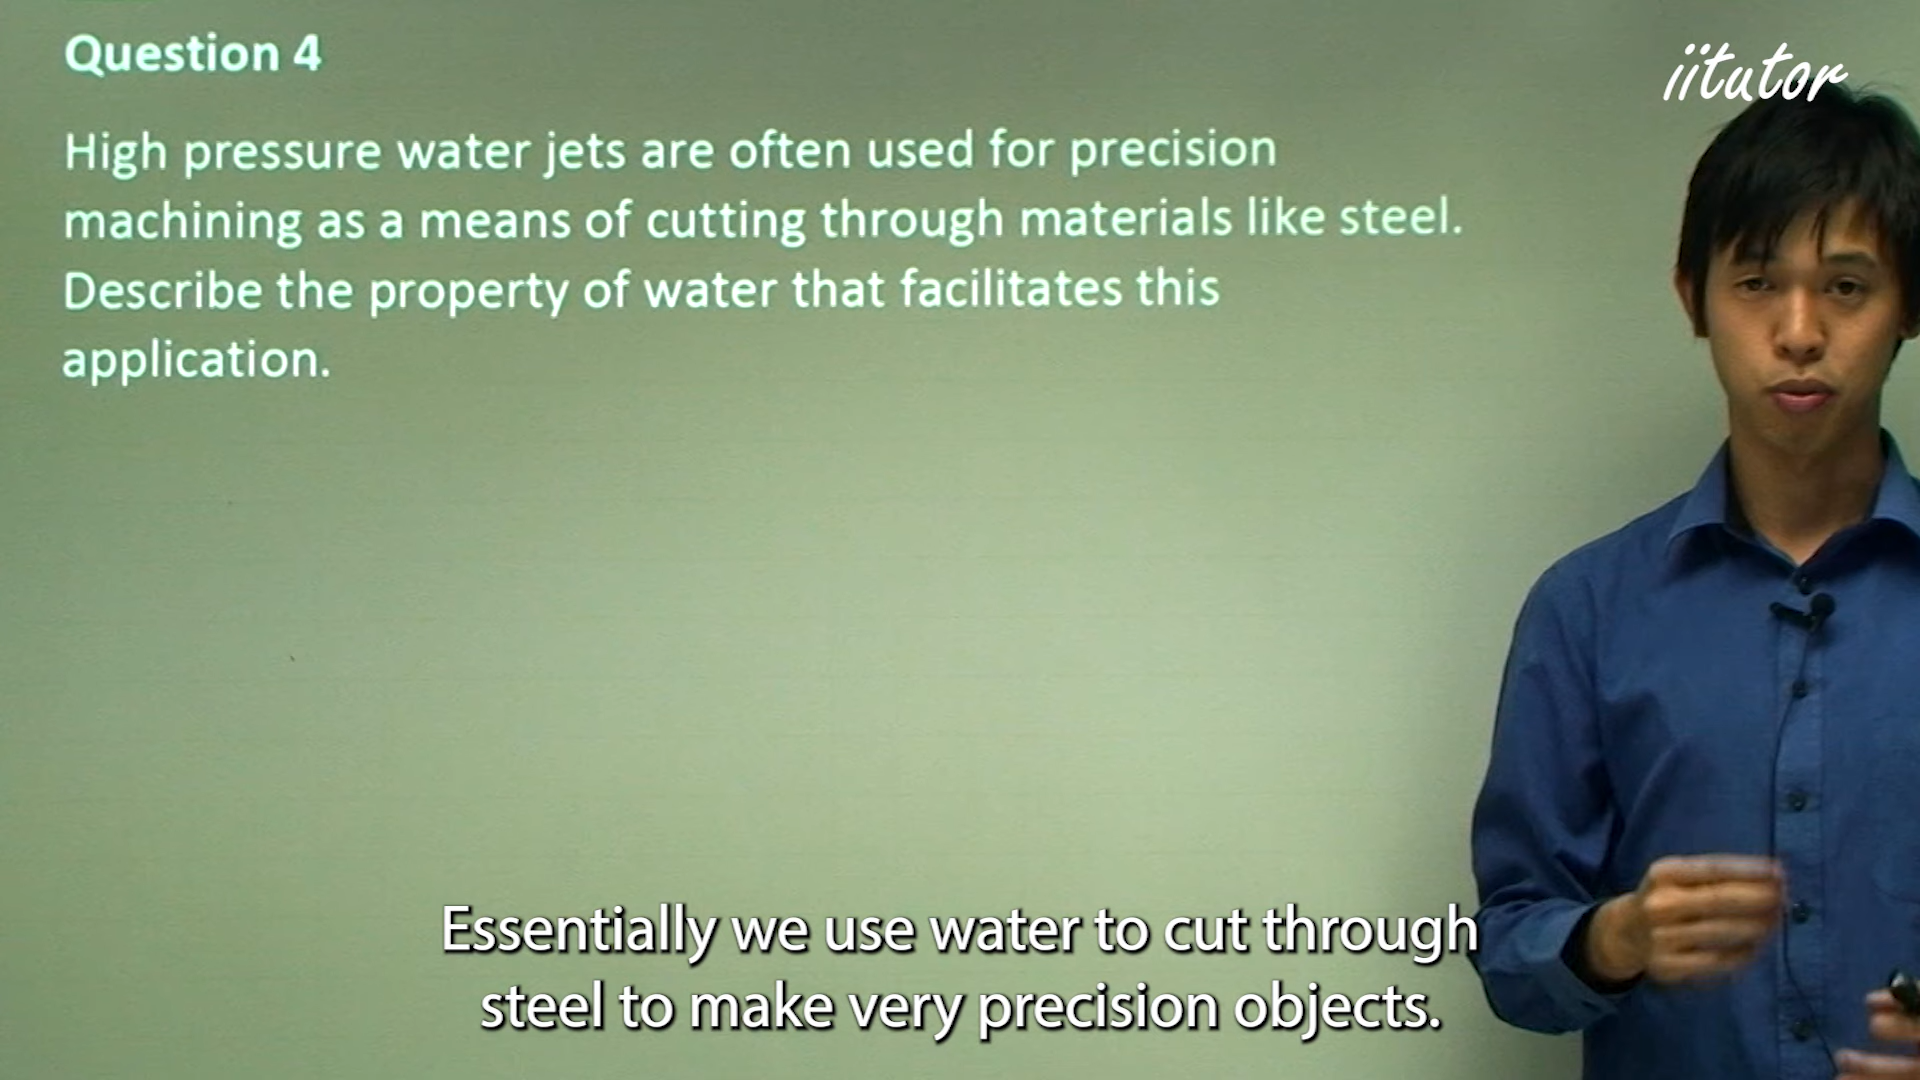 Question 4
iitutor
High pressure water jets are often used for precision
machining as a means of cutting through materials like steel.
Describe the property of water that facilitates this
application.
Essentially we use water to cut through
steel to make very precision objects.